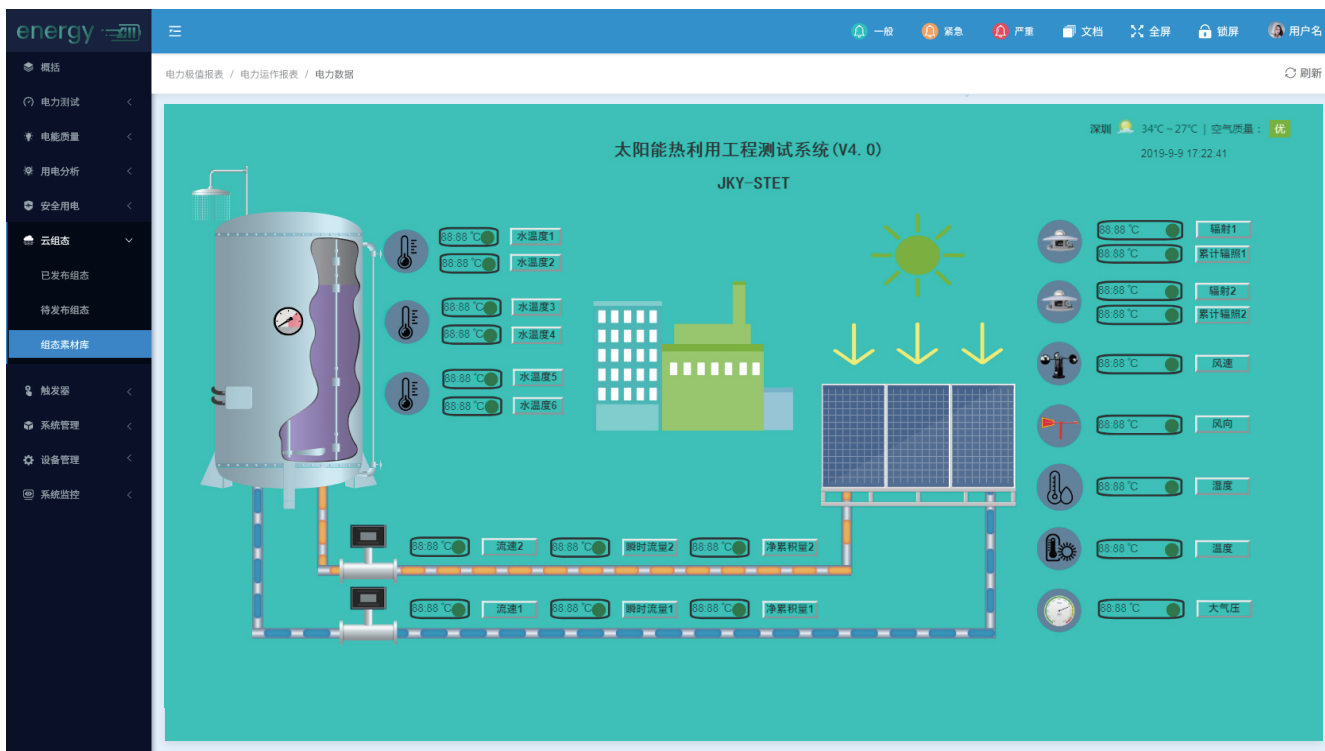 energy
一般 紧急 严重 文档 全屏 锁屏 用户名
概括
电力测试
电能质量
用电分析
安全用电
云组态
已发布组态
待发布组态
组态素材库
触发器
系统管理
设备管理
系统监控
电力极值报表 / 电力运作报表 / 电力数据
刷新
太阳能热利用工程测试系统(V4.0)
JKY-STET
深圳 34℃~27℃ | 空气质量: 优
2019-9-9 17:22:41
88.88℃ 水温度1
88.88℃ 水温度2
88.88℃ 水温度3
88.88℃ 水温度4
88.88℃ 水温度5
88.88℃ 水温度6
88.88℃ 辐射1
88.88℃ 累计辐照1
88.88℃ 辐射2
88.88℃ 累计辐照2
88.88℃ 风速
88.88℃ 风向
88.88℃ 湿度
88.88℃ 温度
88.88℃ 大气压
88.88℃ 流速2 88.88℃ 瞬时流量2 88.88℃ 净累积量2
88.88℃ 流速1 88.88℃ 瞬时流量1 88.88℃ 净累积量1